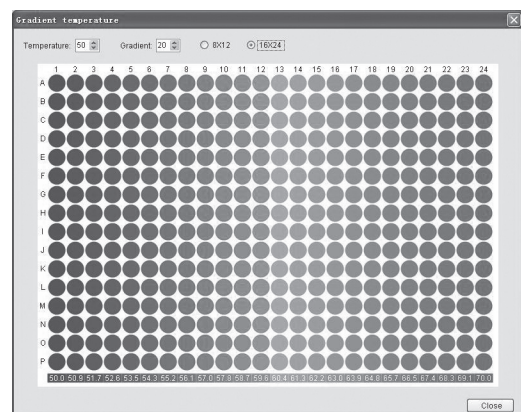 Gradient temperature
Temperature: 50 Gradient: 20 8X12 16X24
1 2 3 4 5 6 7 8 9 10 11 12 13 14 15 16 17 18 19 20 21 22 23 24
A
B
C
D
E
F
G
H
I
J
K
L
M
N
O
P
50.0 50.9 51.7 52.6 53.5 54.3 55.2 56.1 57.0 57.8 58.7 59.6 60.4 61.3 62.2 63.0 63.9 64.8 65.7 66.5 67.4 68.3 69.1 70.0
Close